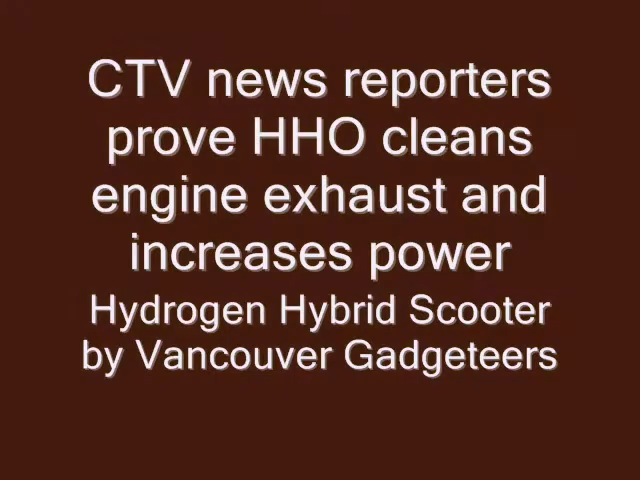 CTV news reporters
prove HHO cleans
engine exhaust and
increases power
Hydrogen Hybrid Scooter
by Vancouver Gadgeteers